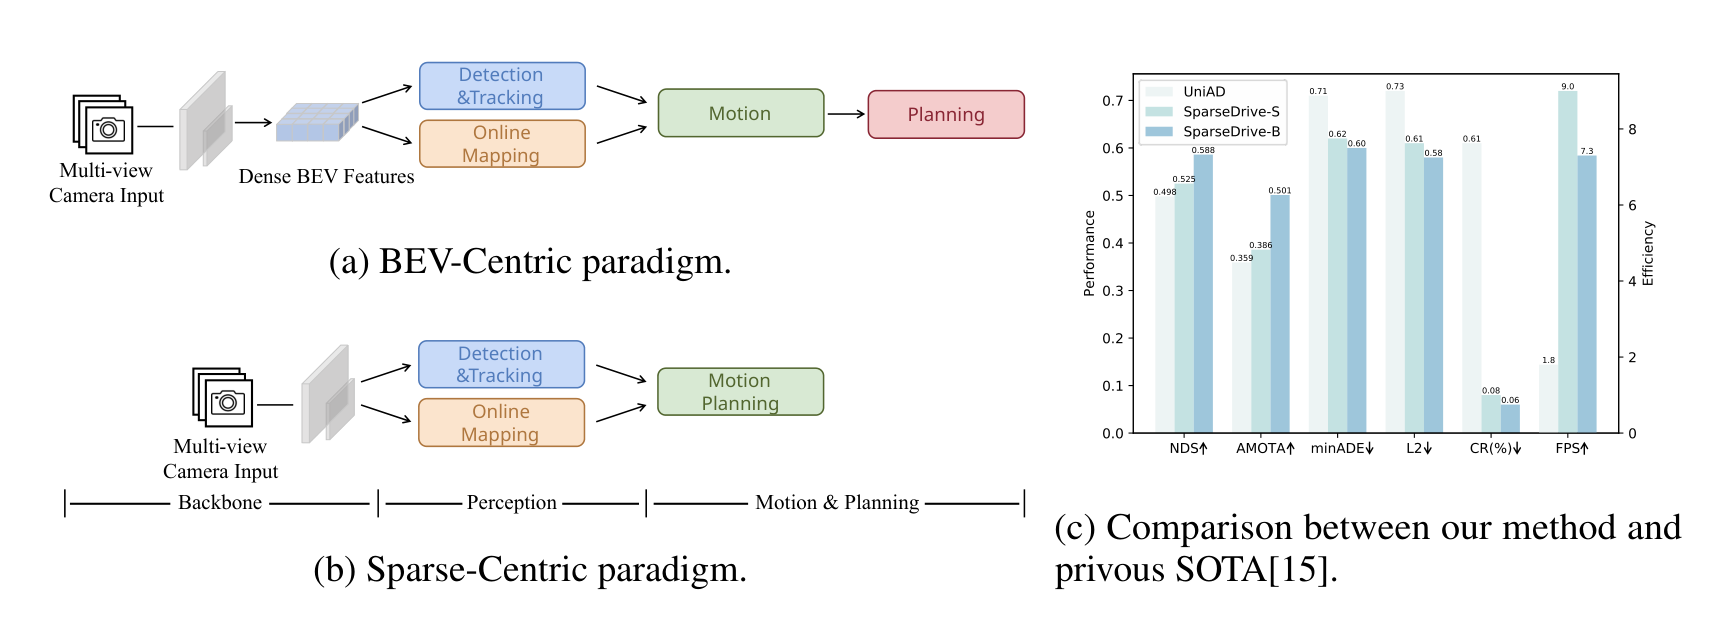 Multi-view
Camera Input
Dense BEV Features
Detection
&Tracking
Online
Mapping
Motion
Planning
(a) BEV-Centric paradigm.
Multi-view
Camera Input
Detection
&Tracking
Online
Mapping
Motion
Planning
Backbone
Perception
Motion & Planning
(b) Sparse-Centric paradigm.
UniAD
SparseDrive-S
SparseDrive-B
Performance
0.7
0.6
0.5
0.4
0.3
0.2
0.1
0.0
0.498
0.525
0.588
0.359
0.386
0.501
0.71
0.62
0.60
0.73
0.61
0.58
0.61
0.08
0.06
1.8
9.0
7.3
8
6
4
2
0
Efficiency
NDS↑ AMOTA↑ minADE↓ L2↓ CR(%)↓ FPS↑
(c) Comparison between our method and
privous SOTA[15].